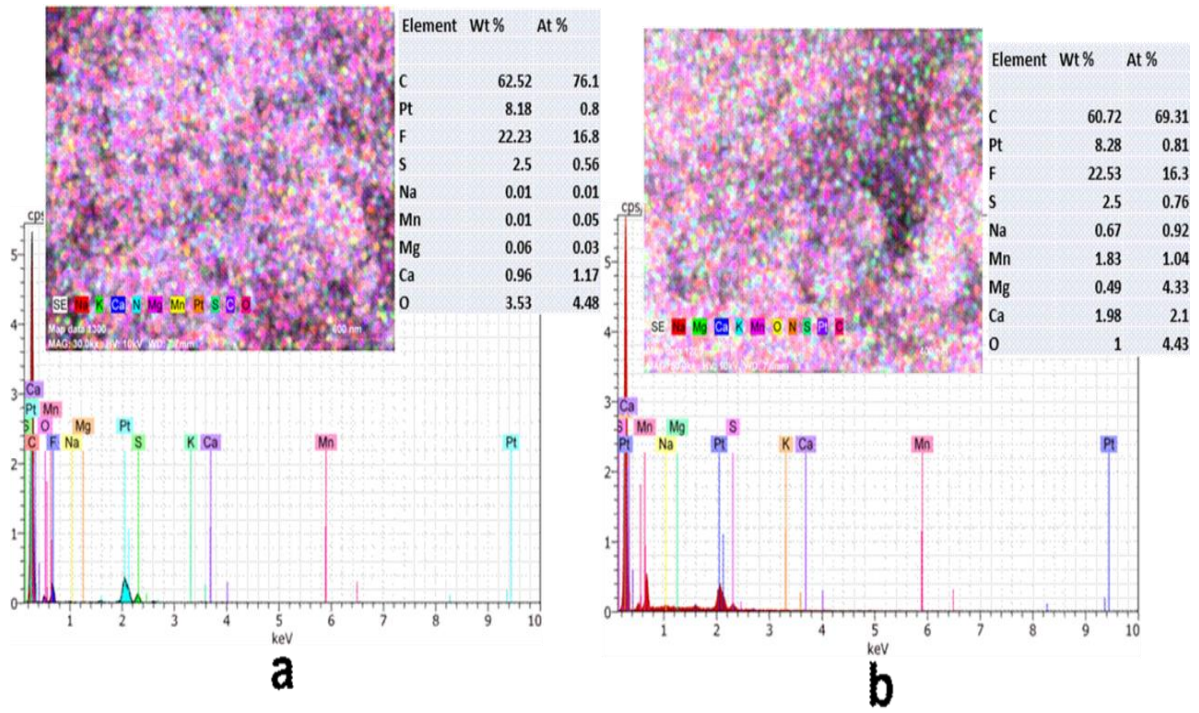 Element Wt % At %
C 62.52 76.1
Pt 8.18 0.8
F 22.23 16.8
S 2.5 0.56
Na 0.01 0.01
Mn 0.01 0.05
Mg 0.06 0.03
Ca 0.96 1.17
O 3.53 4.48
SE Na K Ca N Mg Mn Pt S C O
Map data 1300
MAG: 30.0kx HV: 10kV WD:
cps
5
4
3
2
1
0
Ca
Pt Mn
S O Mg Pt
C F Na S K Ca Mn Pt
1 2 3 4 5 6 7 8 9 10
keV
a
Element Wt % At %
C 60.72 69.31
Pt 8.28 0.81
F 22.53 16.3
S 2.5 0.76
Na 0.67 0.92
Mn 1.83 1.04
Mg 0.49 4.33
Ca 1.98 2.1
O 1 4.43
SE Na Mg Ca K Mn O N S Pt C
cps
5
4
3
2
1
0
Ca
S Mn Mg S
Pt Na Pt K Ca Mn Pt
1 2 3 4 5 6 7 8 9 10
keV
b